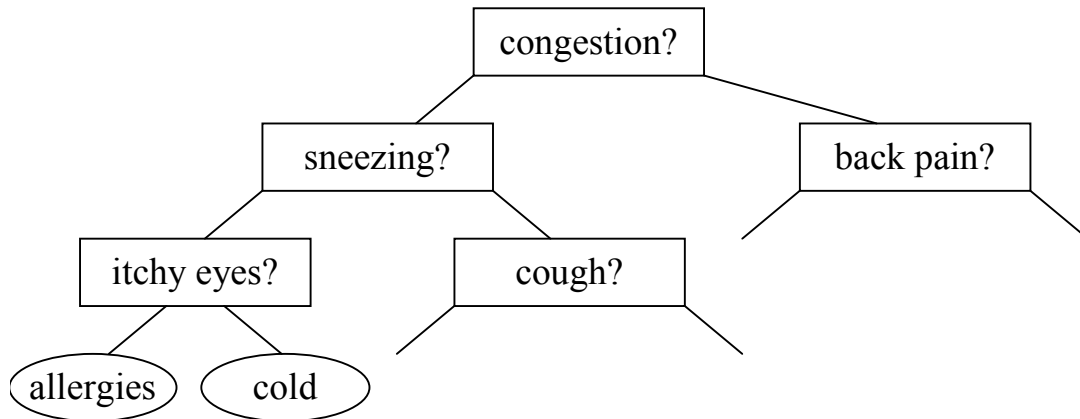 congestion?
sneezing?
back pain?
itchy eyes?
cough?
allergies
cold